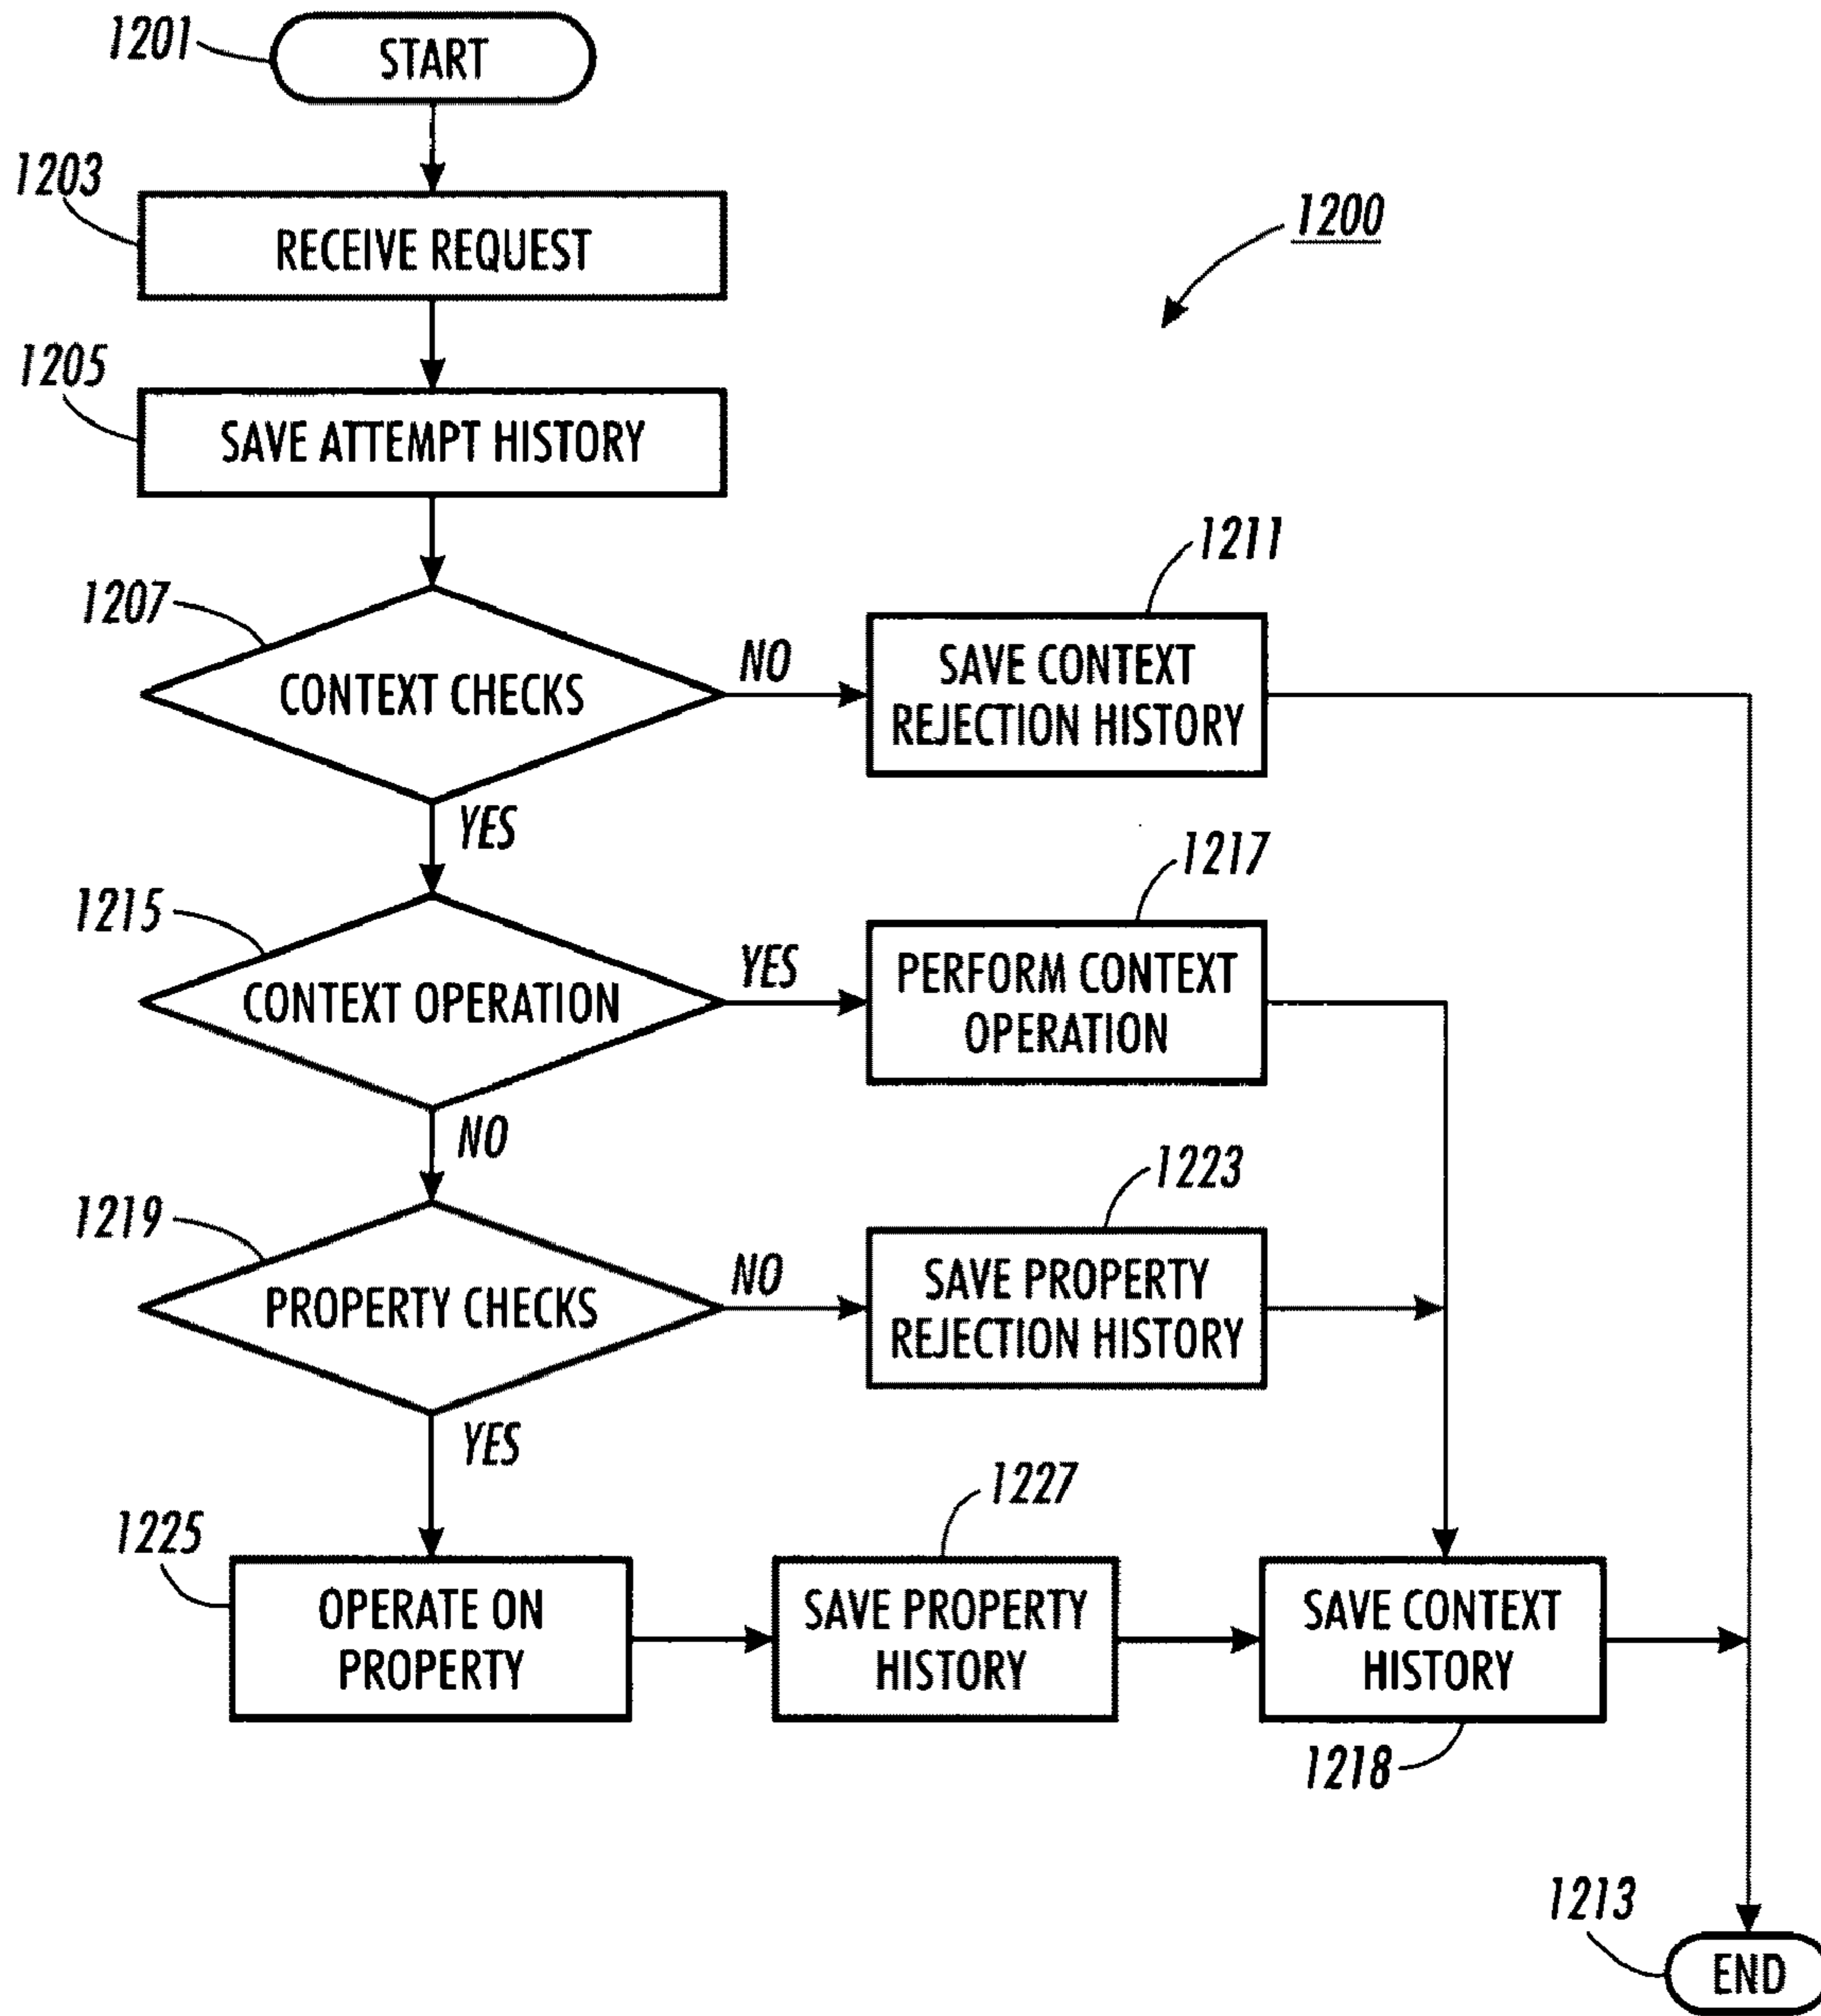 1201
START
1203
RECEIVE REQUEST
1200
1205
SAVE ATTEMPT HISTORY
1207
CONTEXT CHECKS
NO
1211
SAVE CONTEXT
REJECTION HISTORY
YES
1215
CONTEXT OPERATION
YES
1217
PERFORM CONTEXT
OPERATION
NO
1219
PROPERTY CHECKS
NO
1223
SAVE PROPERTY
REJECTION HISTORY
YES
1225
OPERATE ON
PROPERTY
1227
SAVE PROPERTY
HISTORY
SAVE CONTEXT
HISTORY
1218
1213
END